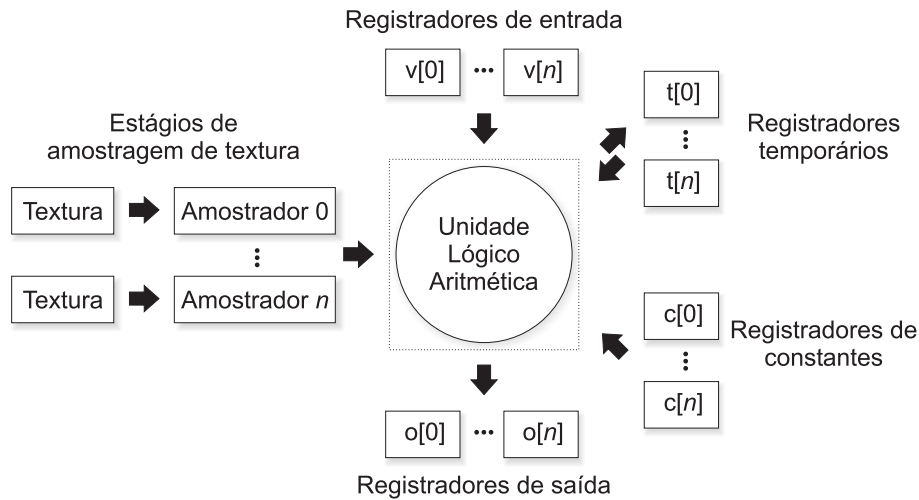 Registradores de entrada
v[0] ··· v[n]
t[0]
Registradores
temporários
t[n]
Estágios de
amostragem de textura
Textura
Amostrador 0
Textura
Amostrador n
Unidade
Lógico
Aritmética
c[0]
Registradores de
constantes
c[n]
o[0] ··· o[n]
Registradores de saída